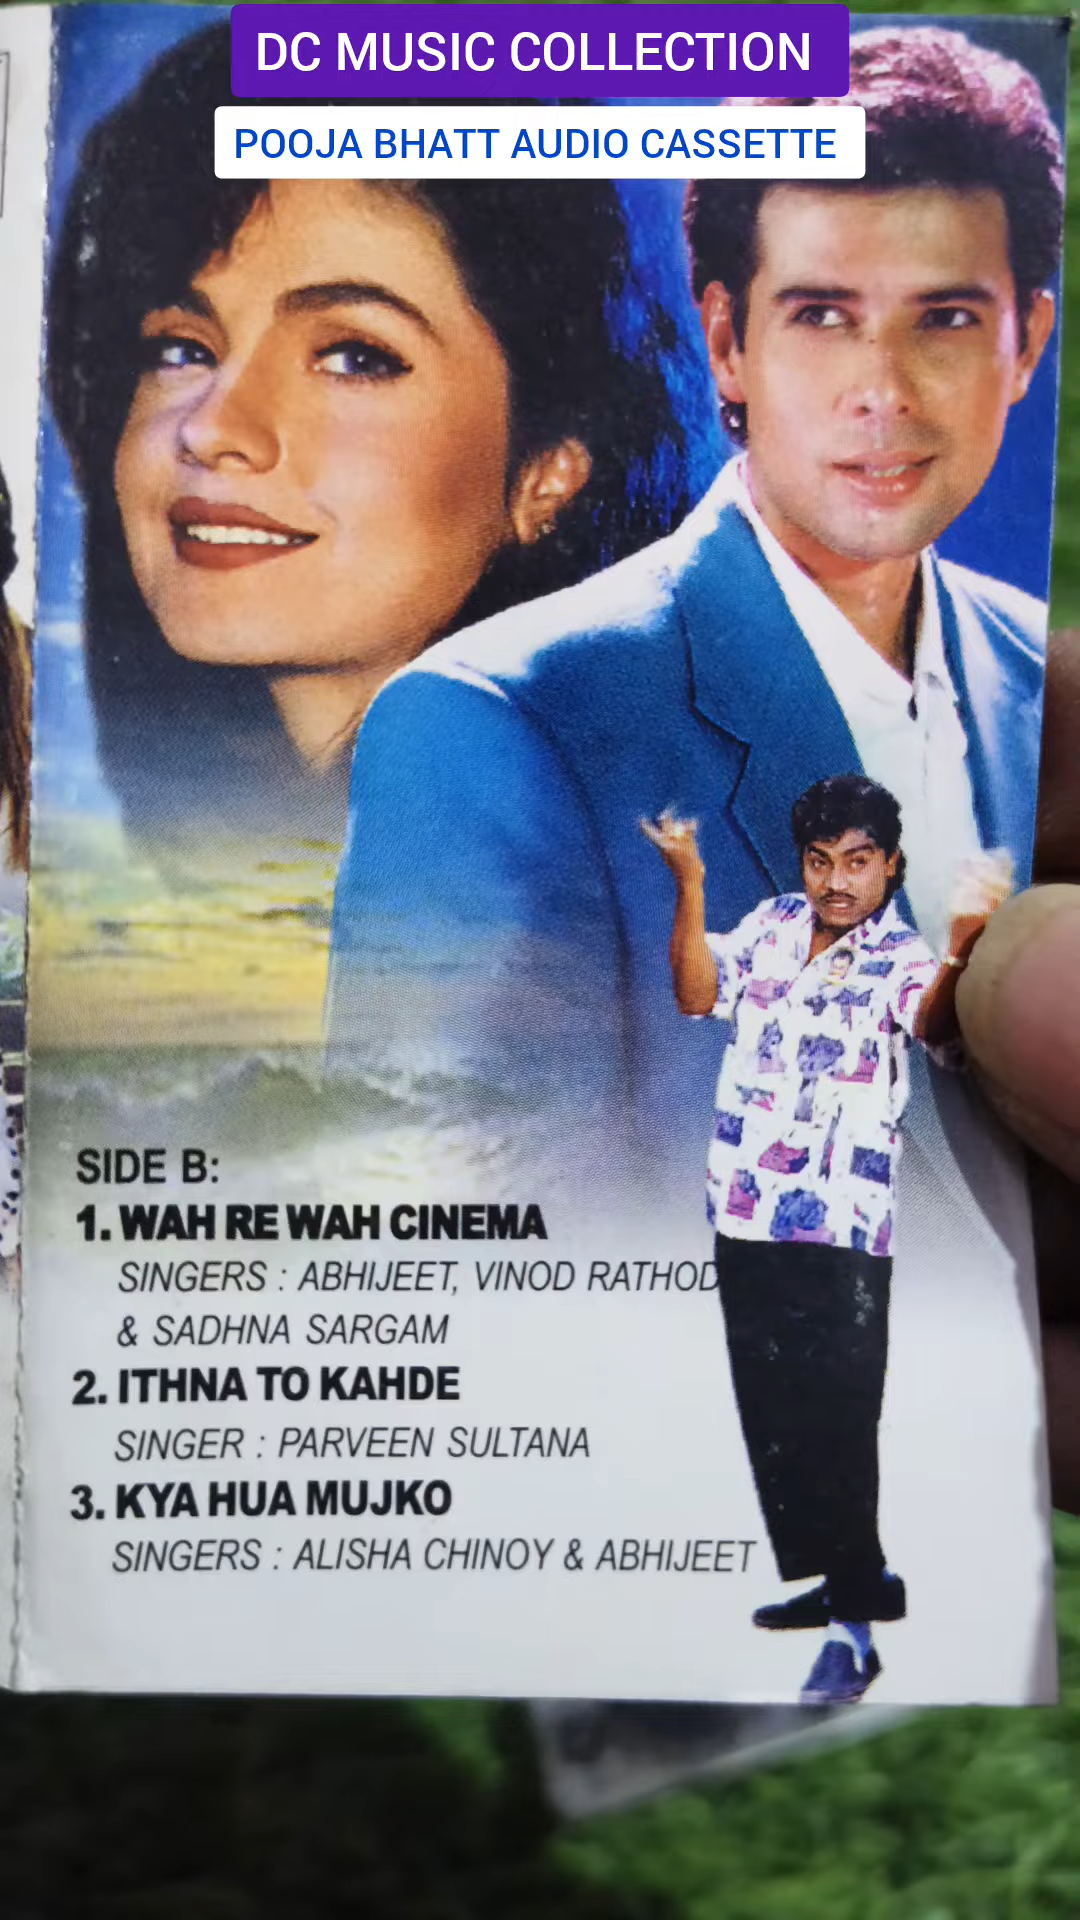 DC MUSIC COLLECTION
POOJA BHATT AUDIO CASSETTE
SIDE B:
1. WAH RE WAH CINEMA
SINGERS : ABHIJEET, VINOD RATHOD
& SADHNA SARGAM
2. ITHNA TO KAHDE
SINGER : PARVEEN SULTANA
3. KYA HUA MUJKO
SINGERS : ALISHA CHINOY & ABHIJEET